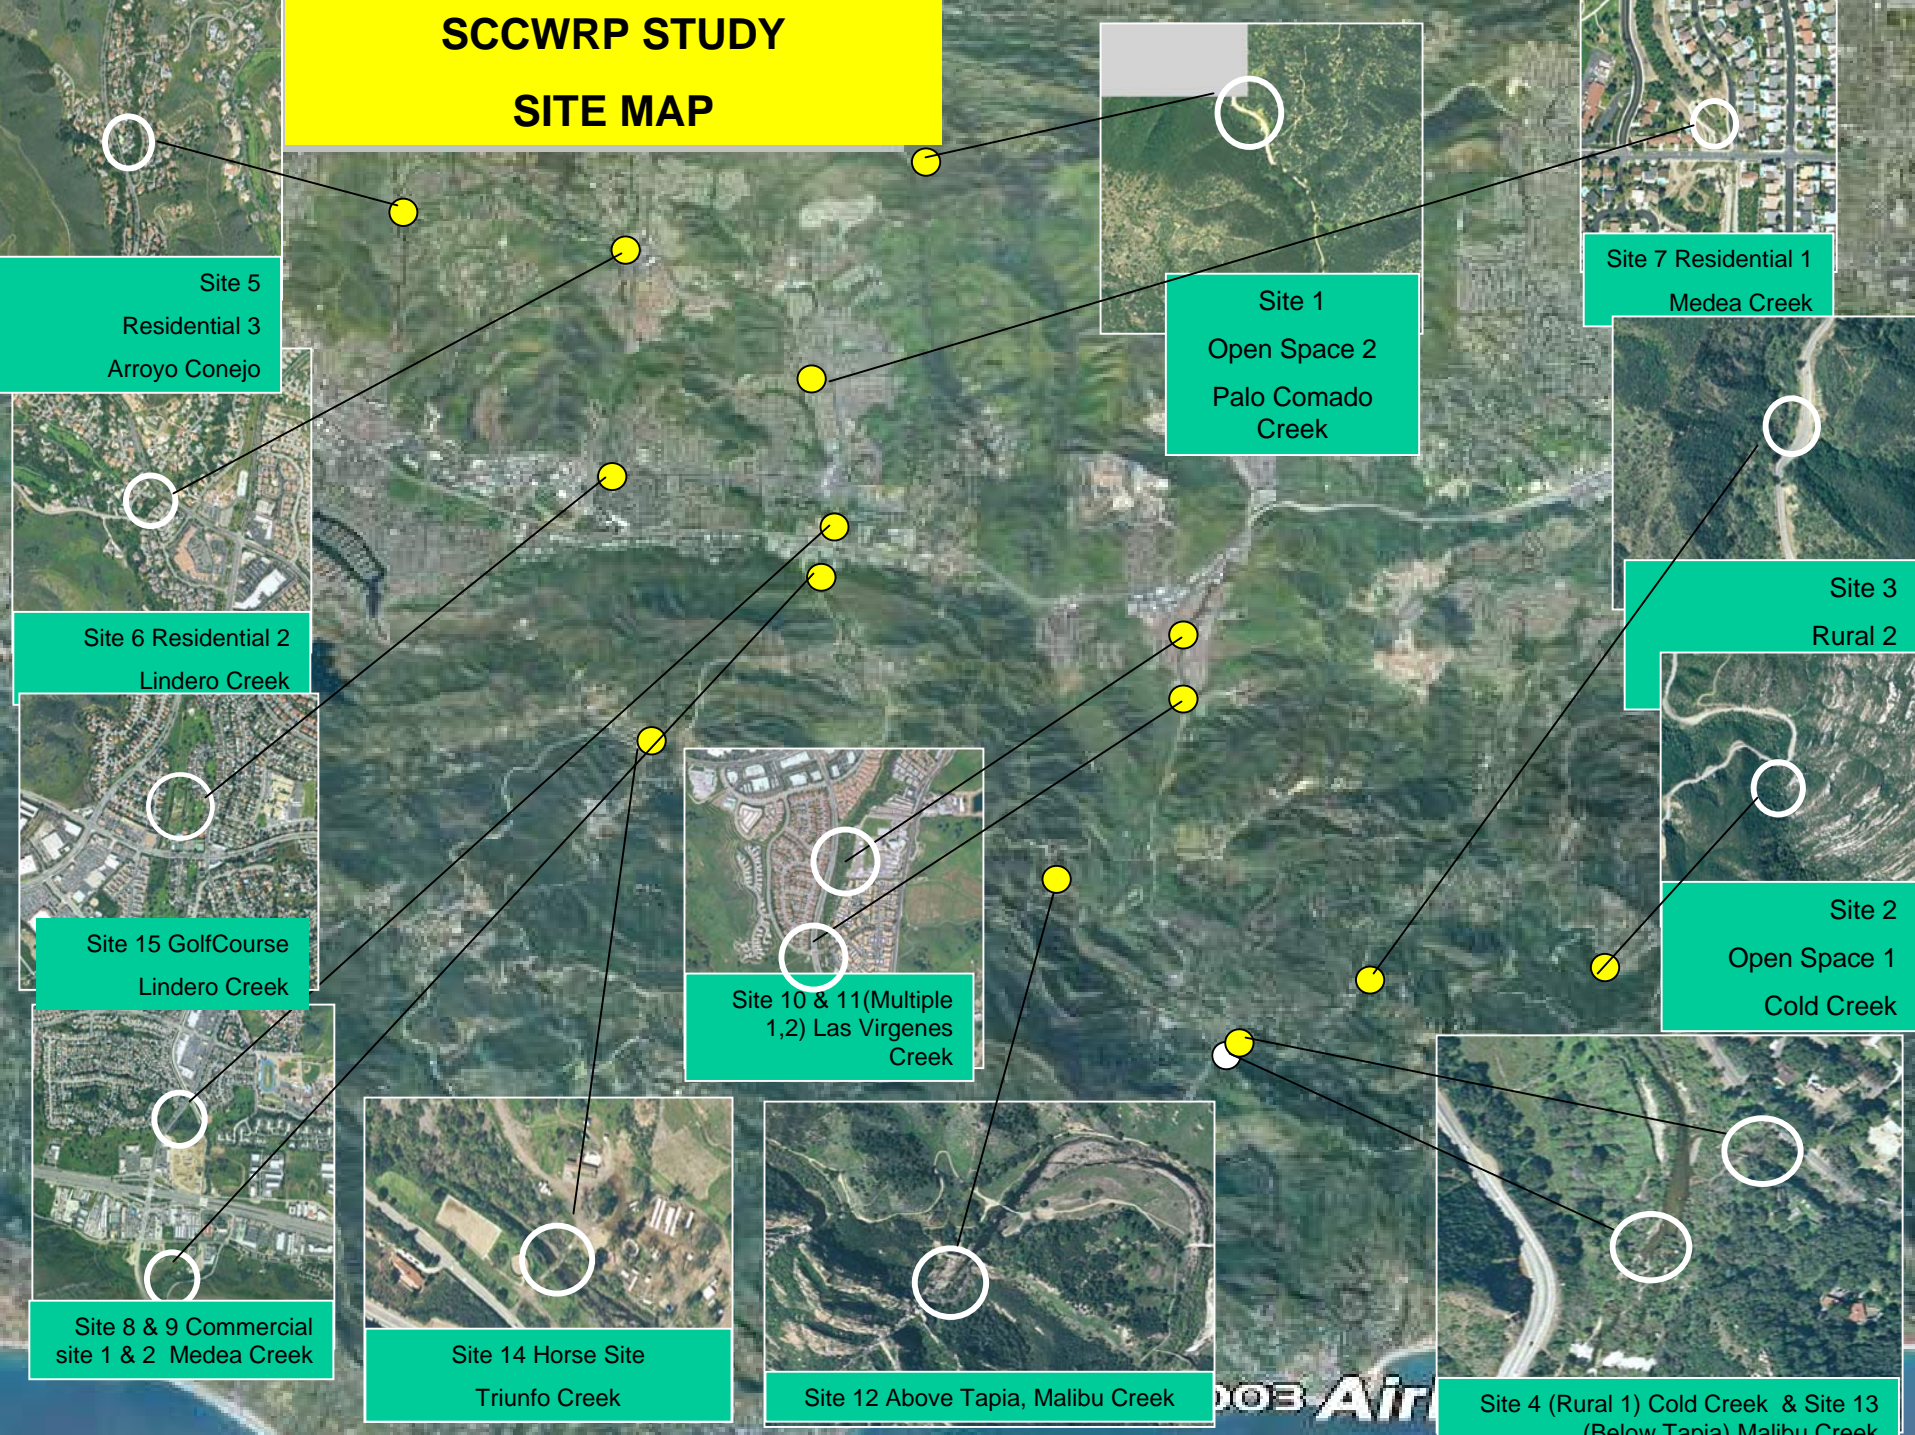 SCCWRP STUDY
SITE MAP
Site 5
Residential 3
Arroyo Conejo
Site 1
Open Space 2
Palo Comado
Creek
Site 7 Residential 1
Medea Creek
Site 6 Residential 2
Lindero Creek
Site 3
Rural 2
Site 15 GolfCourse
Lindero Creek
Site 10 & 11(Multiple
1,2) Las Virgenes
Creek
Site 2
Open Space 1
Cold Creek
Site 8 & 9 Commercial
site 1 & 2 Medea Creek
Site 14 Horse Site
Triunfo Creek
Site 12 Above Tapia, Malibu Creek
Site 4 (Rural 1) Cold Creek & Site 13
(Below Tapia) Malibu Creek